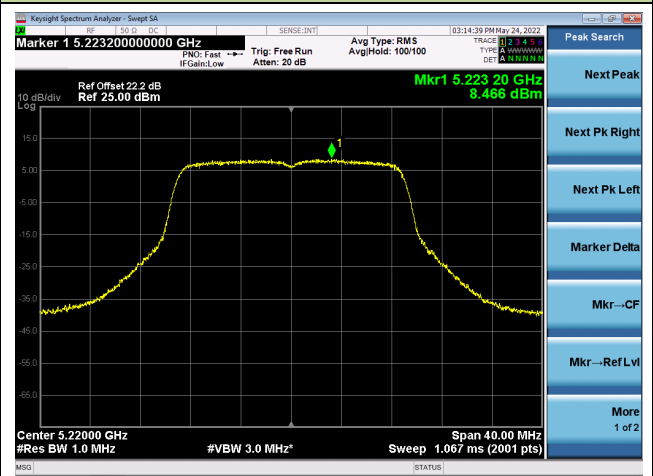 Keysight Spectrum Analyzer - Swept SA
LXI
RF 50 Ω DC SENSE:INT 03:14:39 PM May 24, 2022
Marker 1 5.223200000000 GHz
PNO: Fast
IFGain:Low
Trig: Free Run
Atten: 20 dB
Avg Type: RMS
Avg|Hold: 100/100
TRACE 1 2 3 4 5 6
TYPE A WWWWW
DET A N N N N N
Peak Search
Mkr1 5.223 20 GHz
8.466 dBm
Ref Offset 22.2 dB
10 dB/div Ref 25.00 dBm
Log
15.0
5.00
-5.00
-15.0
-25.0
-35.0
-45.0
-55.0
-65.0
1
Center 5.22000 GHz Span 40.00 MHz
#Res BW 1.0 MHz #VBW 3.0 MHz* Sweep 1.067 ms (2001 pts)
MSG STATUS
Next Peak
Next Pk Right
Next Pk Left
Marker Delta
Mkr→CF
Mkr→Ref Lvl
More
1 of 2